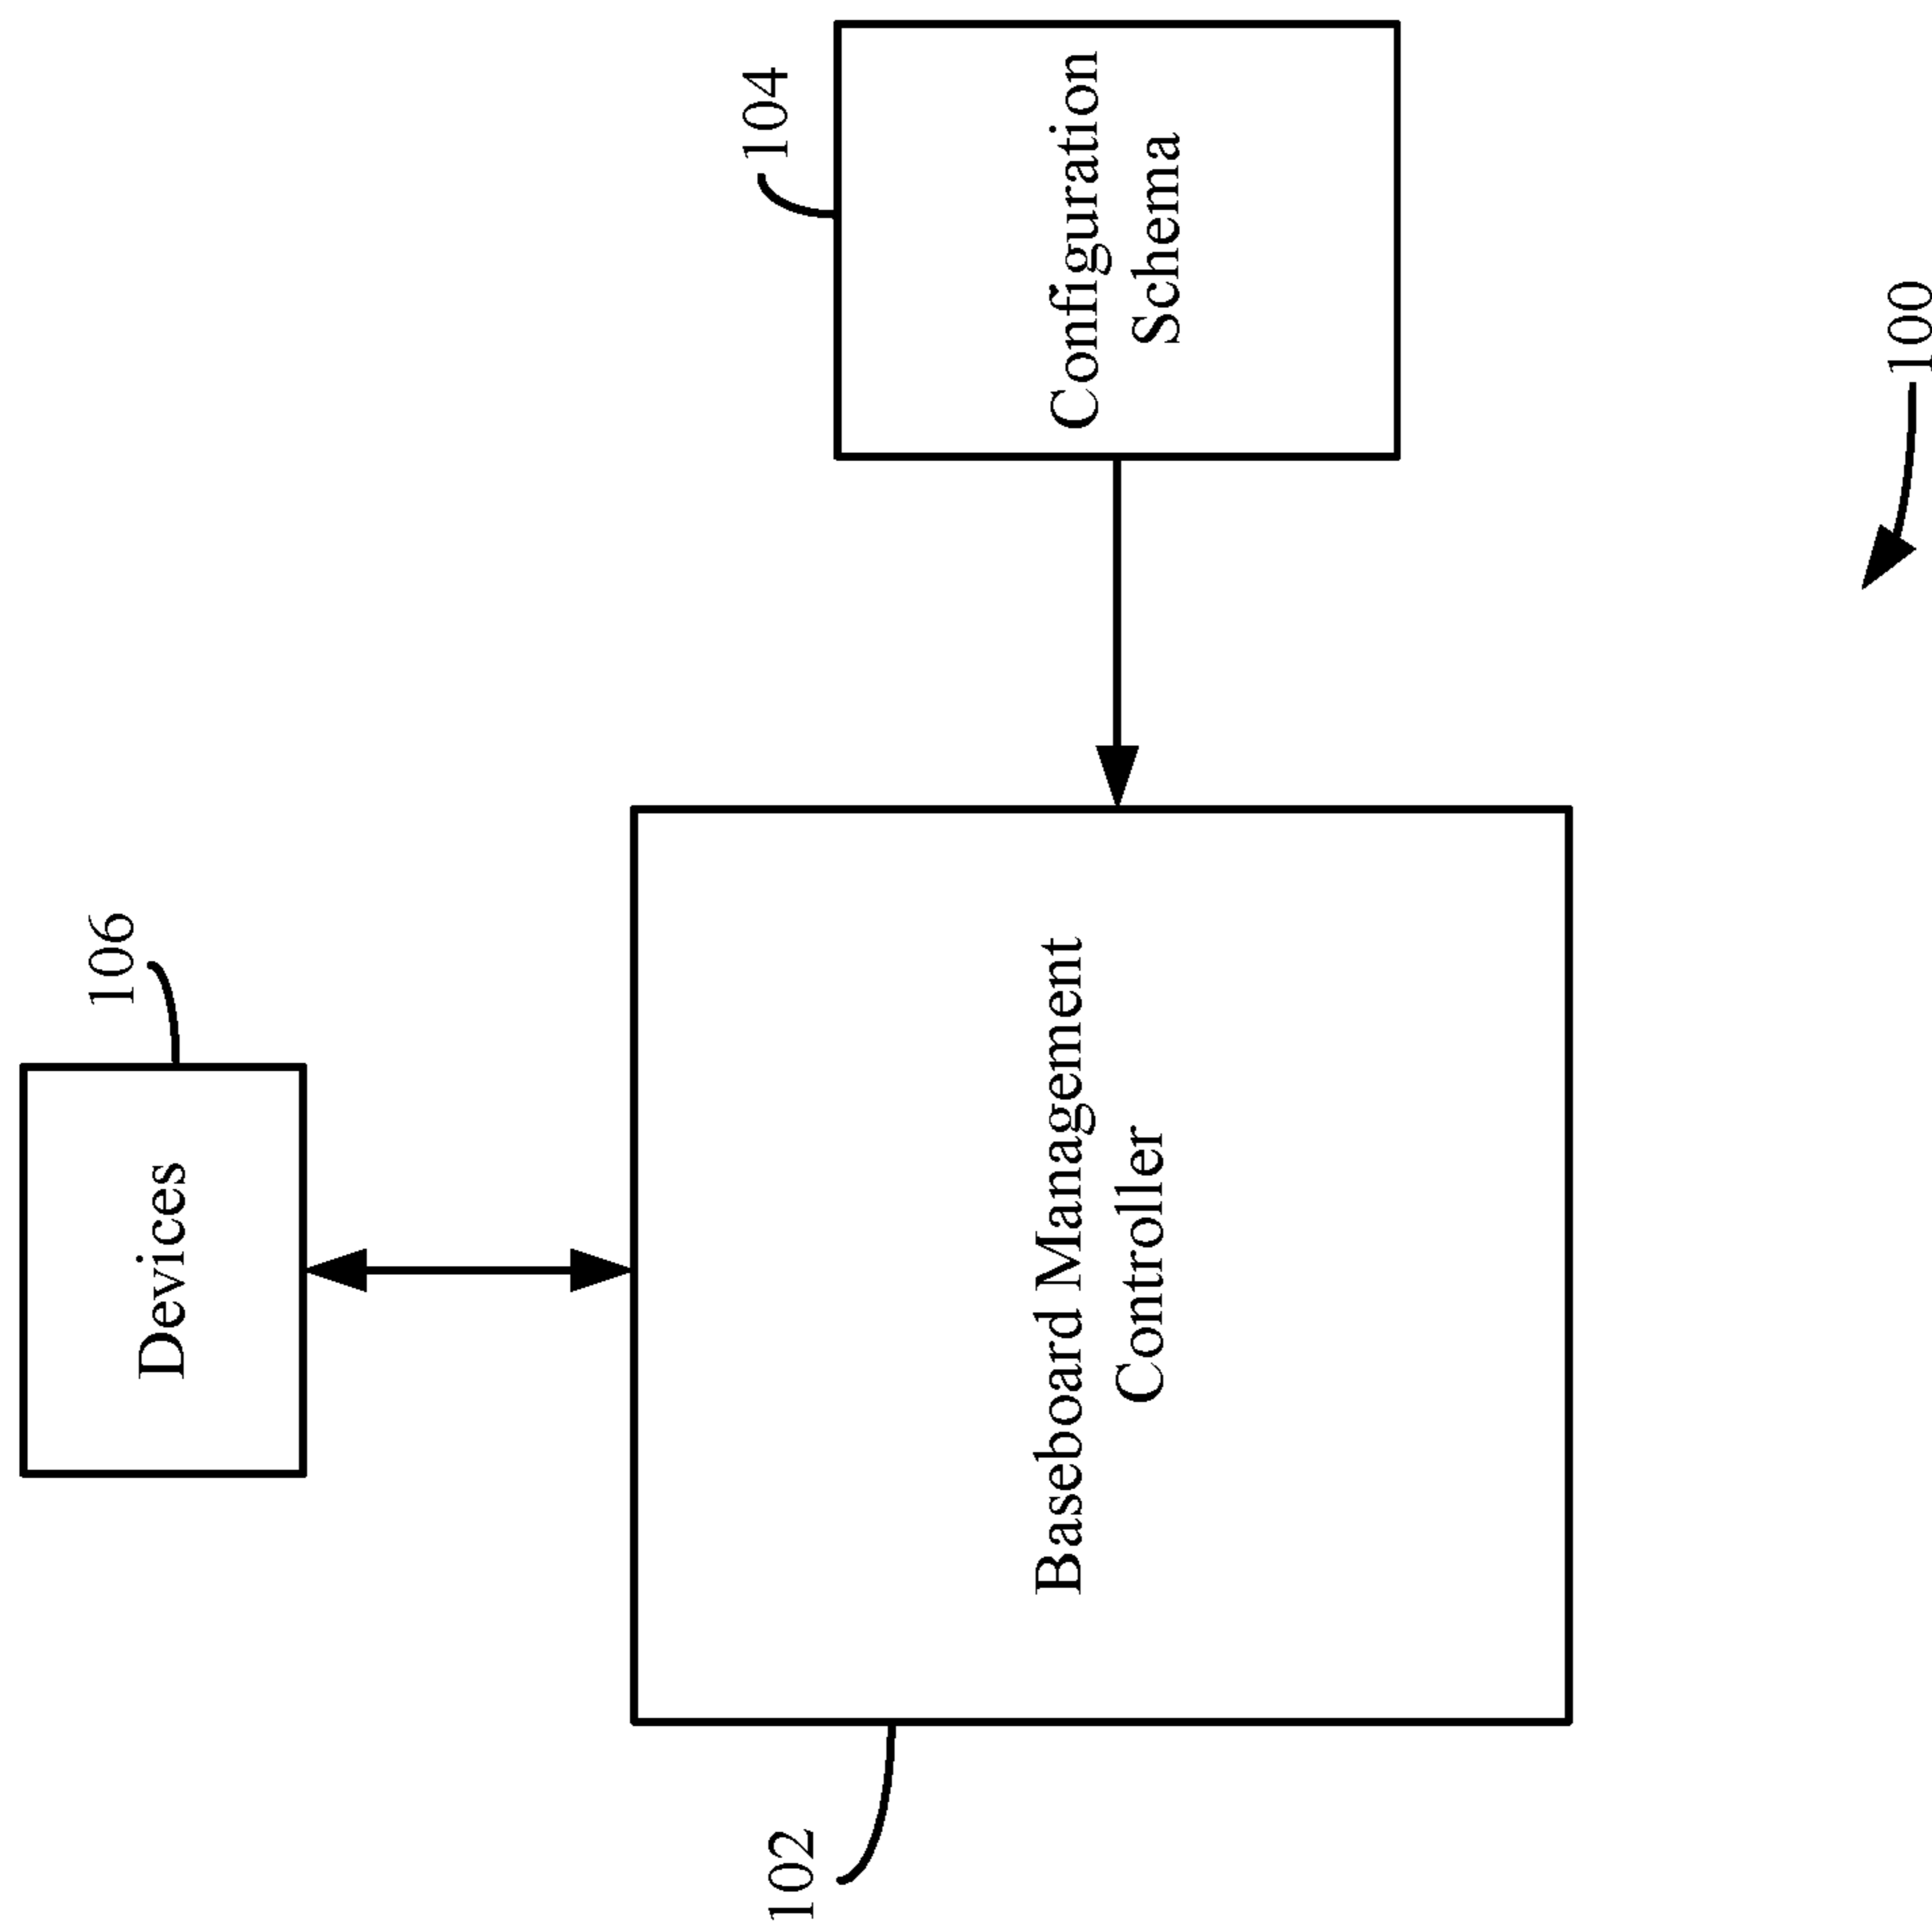 106
Devices
104
Configuration
Schema
Baseboard Management
Controller
102
100